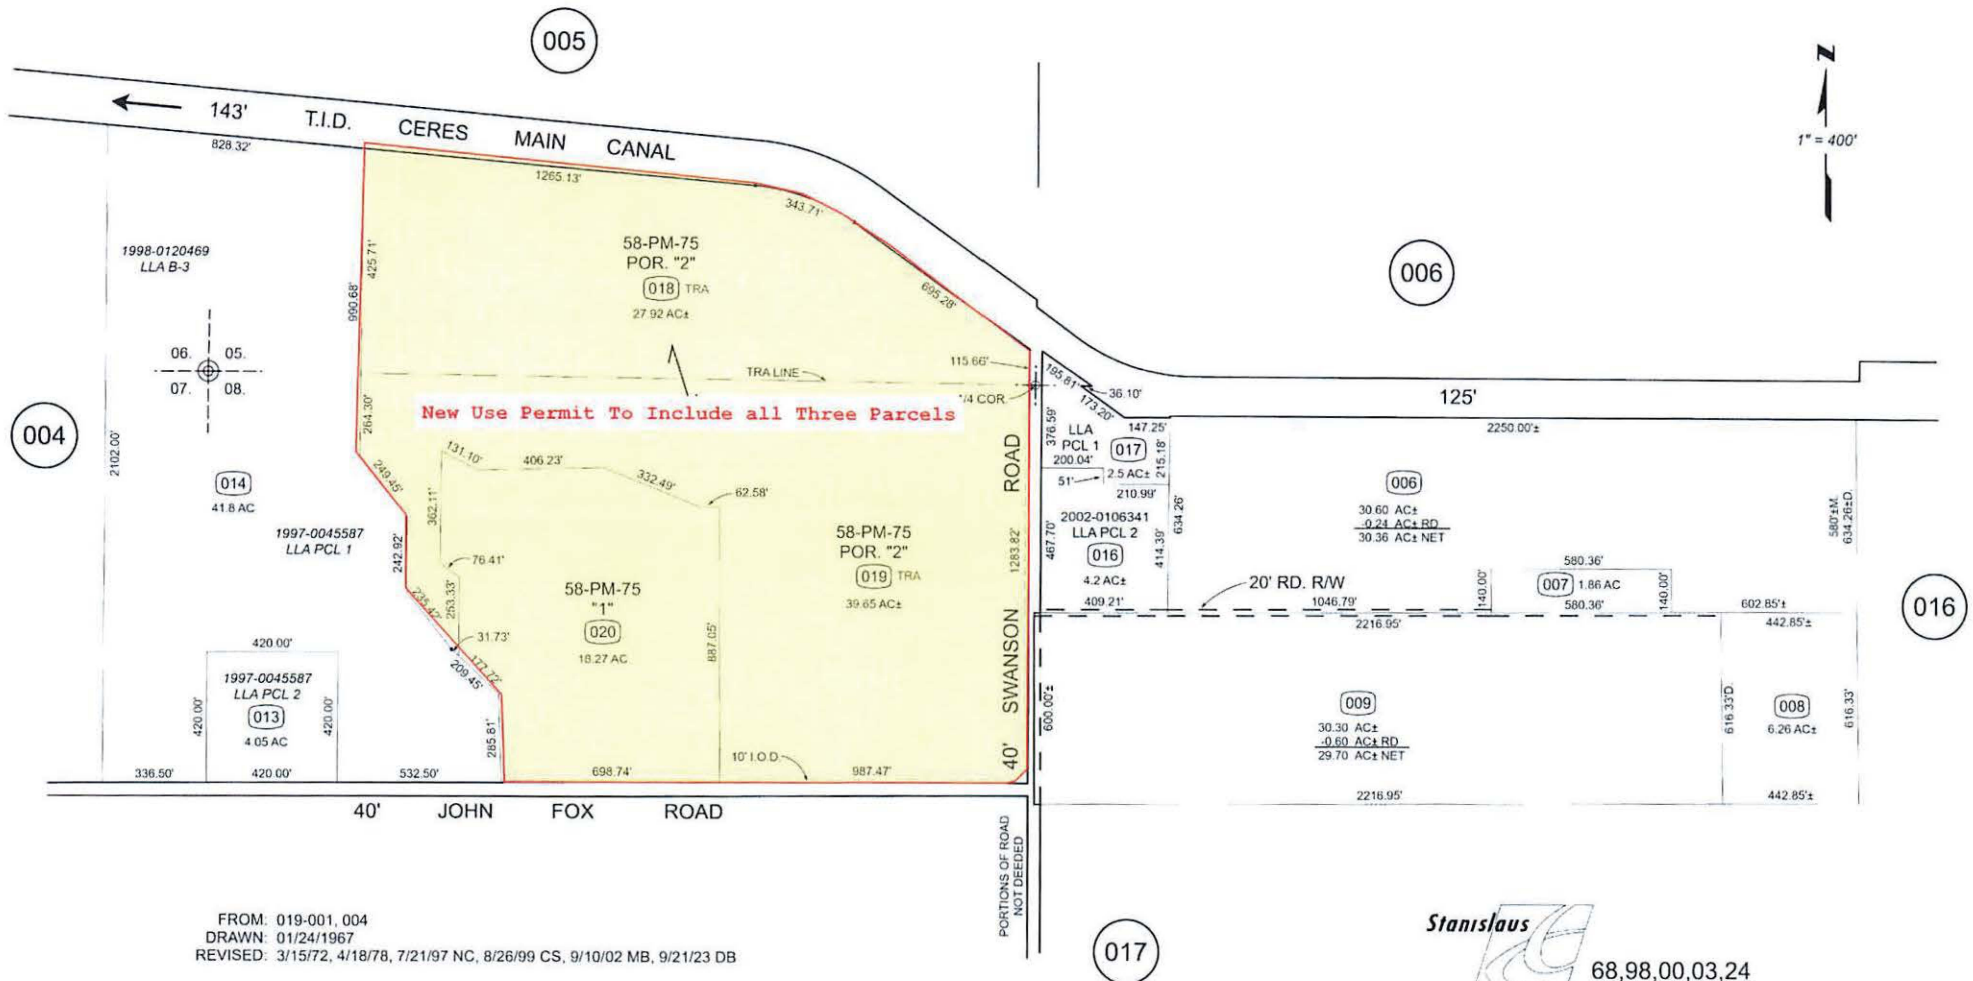 005
143' T.I.D. CERES MAIN CANAL
828.32'
1265.13'
343.71'
695.28'
N
1" = 400'
006
1998-0120469
LLA B-3
990.68'
425.71'
58-PM-75
POR. "2"
018 TRA
27.92 AC±
06. 05.
07. 08.
TRA LINE
115.66'
1/4 COR.
New Use Permit To Include all Three Parcels
004
2102.00'
264.30'
249.45'
014
41.8 AC
1997-0045587
LLA PCL 1
242.92'
235.42'
131.10'
406.23'
332.49'
62.58'
362.11'
76.41'
253.33'
31.73'
177.72'
209.45'
285.81'
58-PM-75
"1"
020
18.27 AC
887.05'
58-PM-75
POR. "2"
019 TRA
39.65 AC±
1283.82'
40' SWANSON ROAD
195.81'
36.10'
173.20'
125'
376.59'
LLA
PCL 1
147.25'
017
2.5 AC±
215.18'
200.04'
51'
210.99'
2250.00'±
2002-0106341
LLA PCL 2
016
4.2 AC±
467.70'
414.39'
634.26'
409.21'
006
30.60 AC±
-0.24 AC± RD
30.36 AC± NET
580'±M.
634.26±D.
580.36'
007 1.86 AC
140.00'
140.00'
20' RD. R/W
1046.79'
580.36'
602.85'±
2216.95'
442.85'±
016
600.00'±
009
30.30 AC±
-0.60 AC± RD
29.70 AC± NET
616.33'D.
008
6.26 AC±
616.33'
2216.95'
442.85'±
420.00'
1997-0045587
LLA PCL 2
013
4.05 AC
420.00'
420.00'
336.50'
420.00'
532.50'
698.74'
10' I.O.D.
987.47'
40' JOHN FOX ROAD
PORTIONS OF ROAD
NOT DEEDED
FROM: 019-001, 004
DRAWN: 01/24/1967
REVISED: 3/15/72, 4/18/78, 7/21/97 NC, 8/26/99 CS, 9/10/02 MB, 9/21/23 DB
017
Stanislaus
68,98,00,03,24